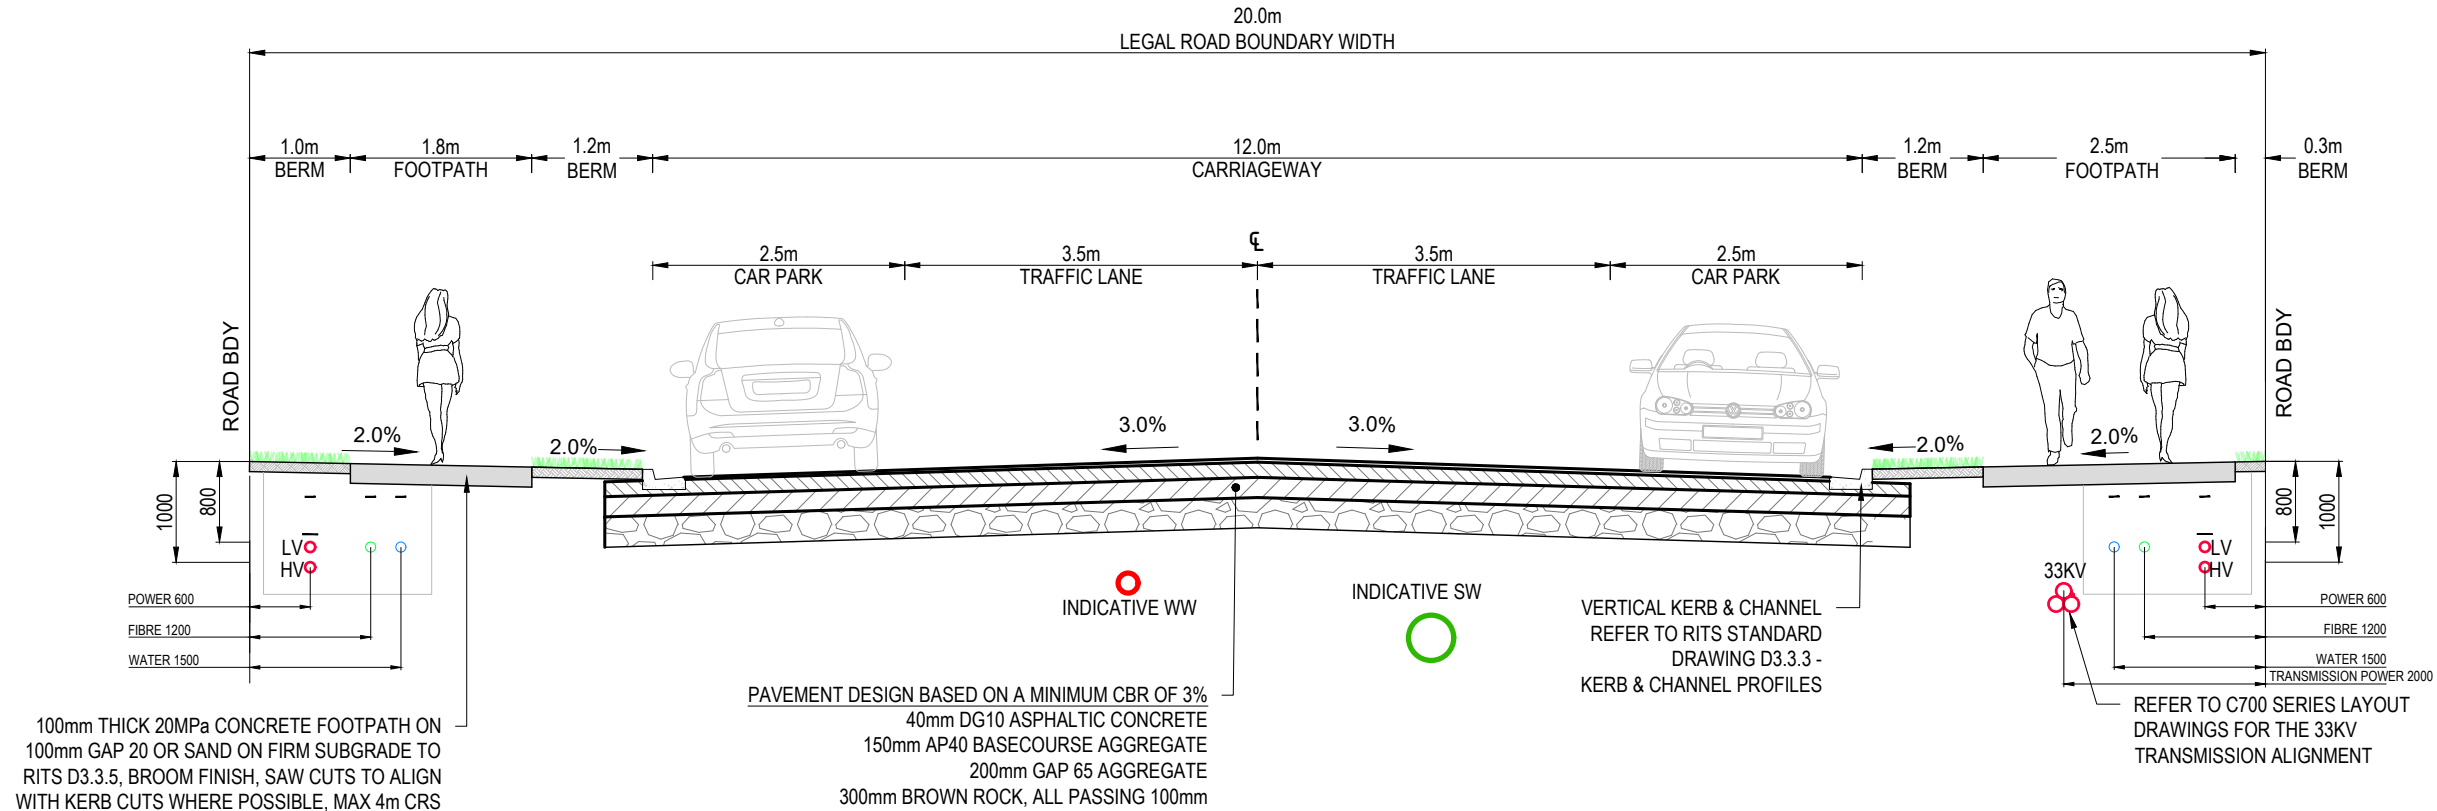 20.0m
LEGAL ROAD BOUNDARY WIDTH
1.0m
BERM
1.8m
FOOTPATH
1.2m
BERM
12.0m
CARRIAGEWAY
1.2m
BERM
2.5m
FOOTPATH
0.3m
BERM
℄
2.5m
CAR PARK
3.5m
TRAFFIC LANE
3.5m
TRAFFIC LANE
2.5m
CAR PARK
ROAD BDY
ROAD BDY
2.0%
2.0%
3.0%
3.0%
2.0%
2.0%
1000
800
LV
HV
800
1000
LV
HV
33KV
POWER 600
FIBRE 1200
WATER 1500
INDICATIVE WW
INDICATIVE SW
POWER 600
FIBRE 1200
WATER 1500
TRANSMISSION POWER 2000
VERTICAL KERB & CHANNEL
REFER TO RITS STANDARD
DRAWING D3.3.3 -
KERB & CHANNEL PROFILES
100mm THICK 20MPa CONCRETE FOOTPATH ON
100mm GAP 20 OR SAND ON FIRM SUBGRADE TO
RITS D3.3.5, BROOM FINISH, SAW CUTS TO ALIGN
WITH KERB CUTS WHERE POSSIBLE, MAX 4m CRS
PAVEMENT DESIGN BASED ON A MINIMUM CBR OF 3%
40mm DG10 ASPHALTIC CONCRETE
150mm AP40 BASECOURSE AGGREGATE
200mm GAP 65 AGGREGATE
300mm BROWN ROCK, ALL PASSING 100mm
REFER TO C700 SERIES LAYOUT
DRAWINGS FOR THE 33KV
TRANSMISSION ALIGNMENT